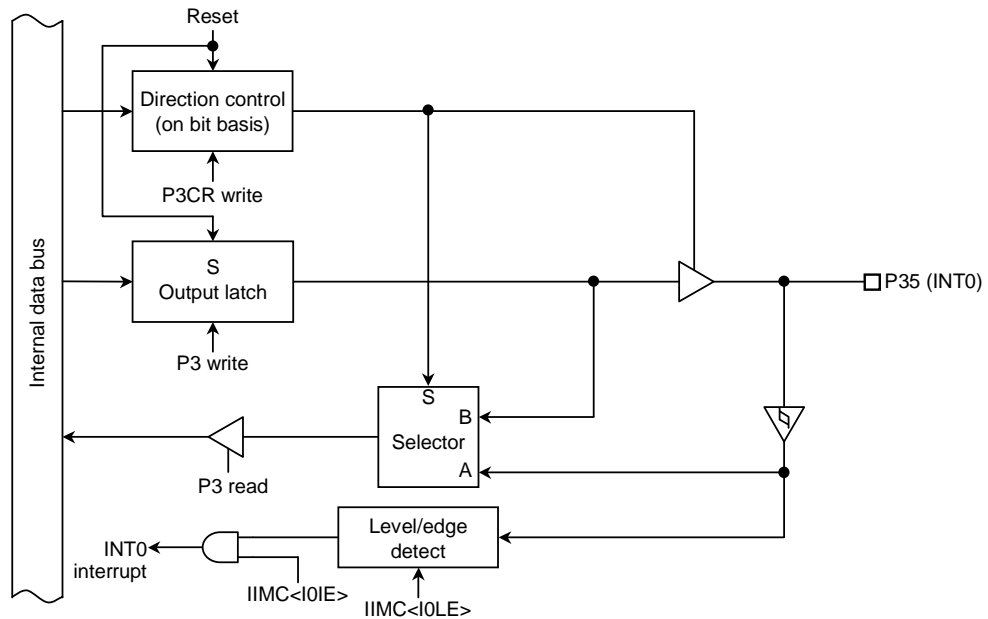 Reset
Direction control
(on bit basis)
P3CR write
Internal data bus
S
Output latch
P35 (INT0)
P3 write
S
B
Selector
A
P3 read
Level/edge
detect
INT0
interrupt
IIMC<I0IE>
IIMC<I0LE>